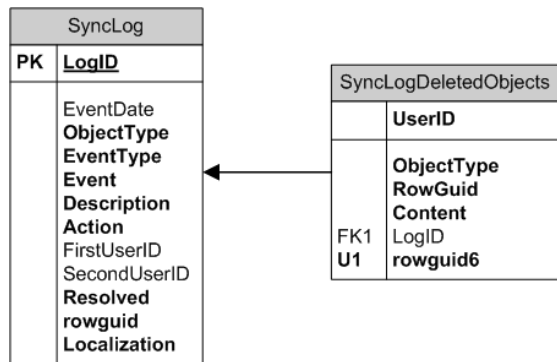 SyncLog
PK LogID
EventDate
ObjectType
EventType
Event
Description
Action
FirstUserID
SecondUserID
Resolved
rowguid
Localization
SyncLogDeletedObjects
UserID
ObjectType
RowGuid
Content
FK1 LogID
U1 rowguid6